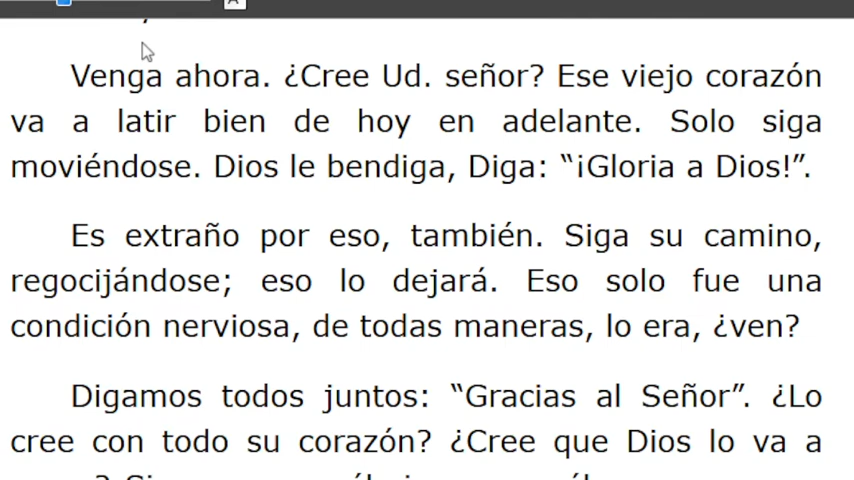 Venga ahora. ¿Cree Ud. señor? Ese viejo corazón
va a latir bien de hoy en adelante. Solo siga
moviéndose. Dios le bendiga, Diga: “¡Gloria a Dios!”.
Es extraño por eso, también. Siga su camino,
regocijándose; eso lo dejará. Eso solo fue una
condición nerviosa, de todas maneras, lo era, ¿ven?
Digamos todos juntos: “Gracias al Señor”. ¿Lo
cree con todo su corazón? ¿Cree que Dios lo va a